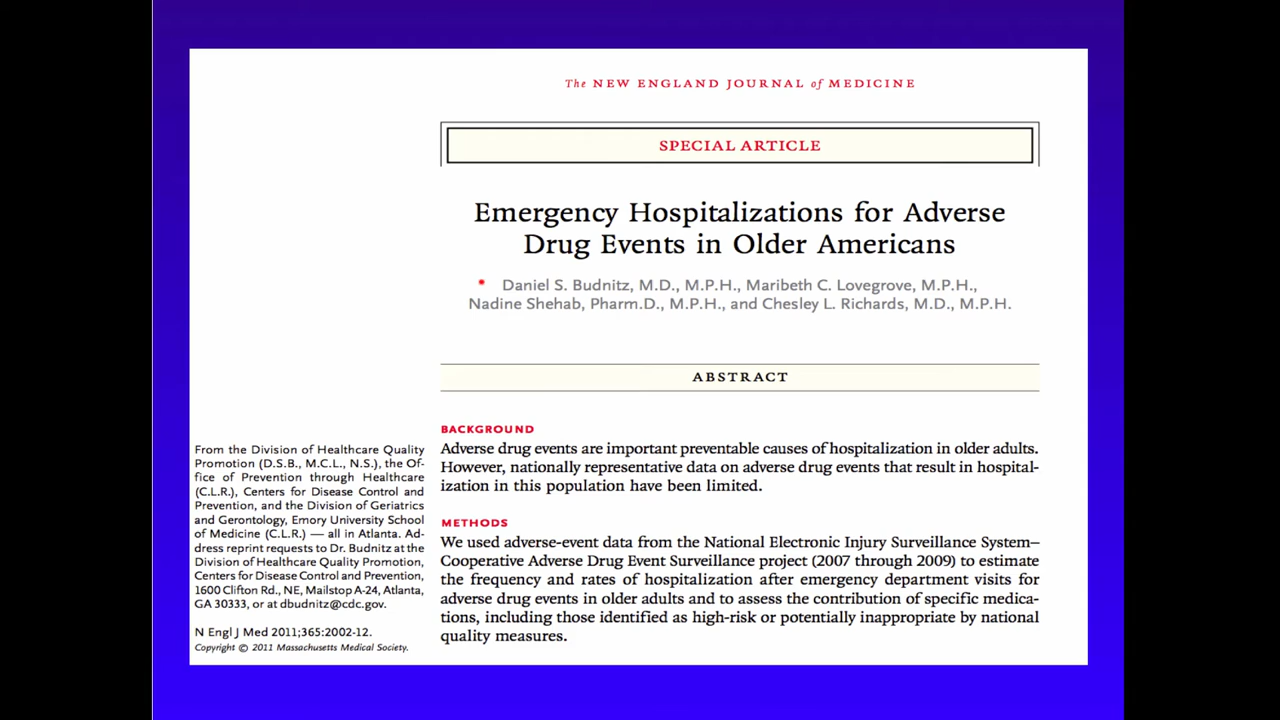 The NEW ENGLAND JOURNAL of MEDICINE
SPECIAL ARTICLE
Emergency Hospitalizations for Adverse
Drug Events in Older Americans
Daniel S. Budnitz, M.D., M.P.H., Maribeth C. Lovegrove, M.P.H.,
Nadine Shehab, Pharm.D., M.P.H., and Chesley L. Richards, M.D., M.P.H.
ABSTRACT
BACKGROUND
Adverse drug events are important preventable causes of hospitalization in older adults.
However, nationally representative data on adverse drug events that result in hospital-
ization in this population have been limited.
METHODS
We used adverse-event data from the National Electronic Injury Surveillance System–
Cooperative Adverse Drug Event Surveillance project (2007 through 2009) to estimate
the frequency and rates of hospitalization after emergency department visits for
adverse drug events in older adults and to assess the contribution of specific medica-
tions, including those identified as high-risk or potentially inappropriate by national
quality measures.
From the Division of Healthcare Quality
Promotion (D.S.B., M.C.L., N.S.), the Of-
fice of Prevention through Healthcare
(C.L.R.), Centers for Disease Control and
Prevention, and the Division of Geriatrics
and Gerontology, Emory University School
of Medicine (C.L.R.) — all in Atlanta. Ad-
dress reprint requests to Dr. Budnitz at the
Division of Healthcare Quality Promotion,
Centers for Disease Control and Prevention,
1600 Clifton Rd., NE, Mailstop A-24, Atlanta,
GA 30333, or at dbudnitz@cdc.gov.
N Engl J Med 2011;365:2002-12.
Copyright © 2011 Massachusetts Medical Society.